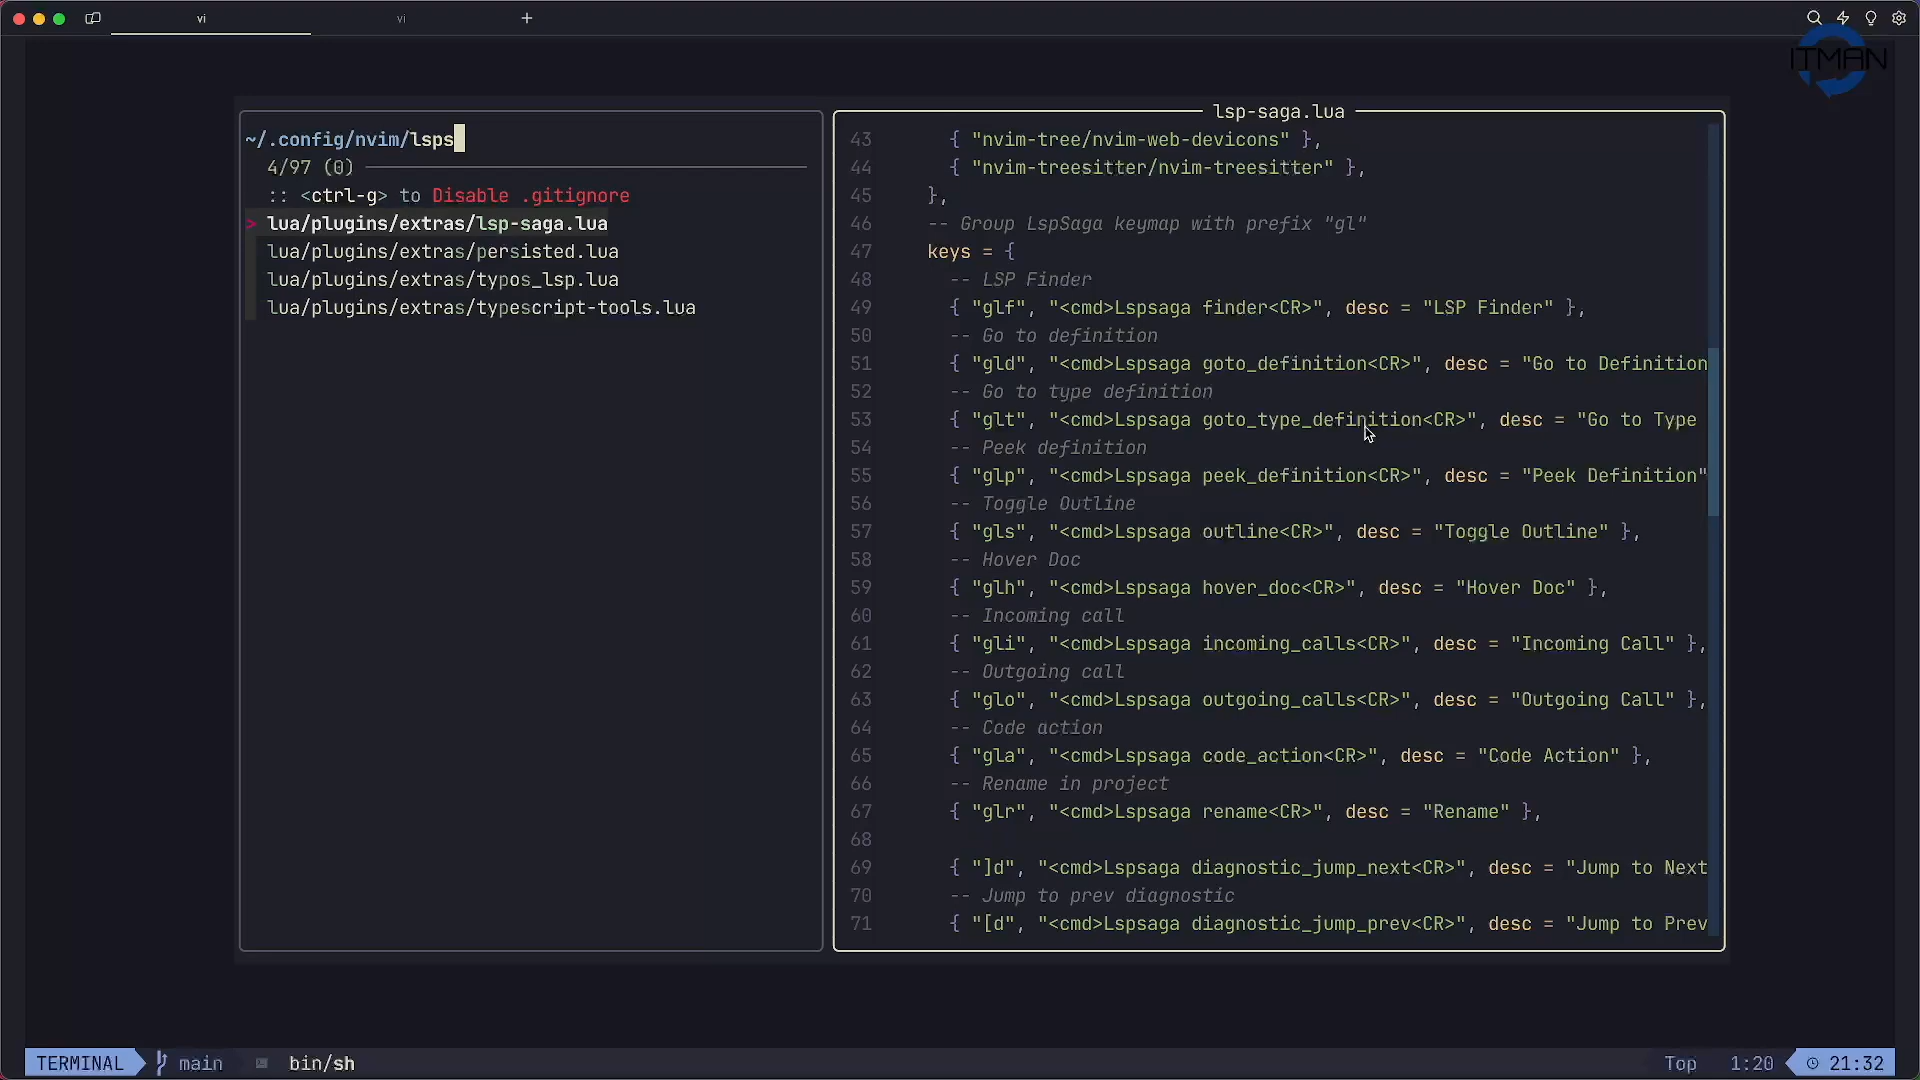 vi
vi
+
ITMAN
~/.config/nvim/lsps
4/97 (0)
:: <ctrl-g> to Disable .gitignore
> lua/plugins/extras/lsp-saga.lua
lua/plugins/extras/persisted.lua
lua/plugins/extras/typos_lsp.lua
lua/plugins/extras/typescript-tools.lua
lsp-saga.lua
43 { "nvim-tree/nvim-web-devicons" },
44 { "nvim-treesitter/nvim-treesitter" },
45 },
46 -- Group LspSaga keymap with prefix "gl"
47 keys = {
48 -- LSP Finder
49 { "glf", "<cmd>Lspsaga finder<CR>", desc = "LSP Finder" },
50 -- Go to definition
51 { "gld", "<cmd>Lspsaga goto_definition<CR>", desc = "Go to Definition
52 -- Go to type definition
53 { "glt", "<cmd>Lspsaga goto_type_definition<CR>", desc = "Go to Type
54 -- Peek definition
55 { "glp", "<cmd>Lspsaga peek_definition<CR>", desc = "Peek Definition"
56 -- Toggle Outline
57 { "gls", "<cmd>Lspsaga outline<CR>", desc = "Toggle Outline" },
58 -- Hover Doc
59 { "glh", "<cmd>Lspsaga hover_doc<CR>", desc = "Hover Doc" },
60 -- Incoming call
61 { "gli", "<cmd>Lspsaga incoming_calls<CR>", desc = "Incoming Call" },
62 -- Outgoing call
63 { "glo", "<cmd>Lspsaga outgoing_calls<CR>", desc = "Outgoing Call" },
64 -- Code action
65 { "gla", "<cmd>Lspsaga code_action<CR>", desc = "Code Action" },
66 -- Rename in project
67 { "glr", "<cmd>Lspsaga rename<CR>", desc = "Rename" },
68
69 { "]d", "<cmd>Lspsaga diagnostic_jump_next<CR>", desc = "Jump to Next
70 -- Jump to prev diagnostic
71 { "[d", "<cmd>Lspsaga diagnostic_jump_prev<CR>", desc = "Jump to Prev
TERMINAL main bin/sh Top 1:20 21:32